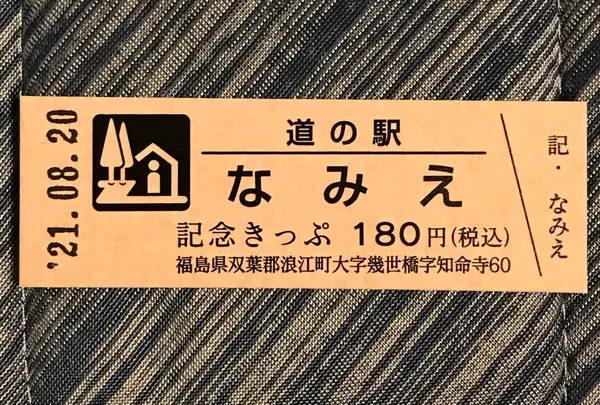 '21.08.20
道の駅
なみえ
記念きっぷ 180円(税込)
福島県双葉郡浪江町大字幾世橋字知命寺60
記・なみえ